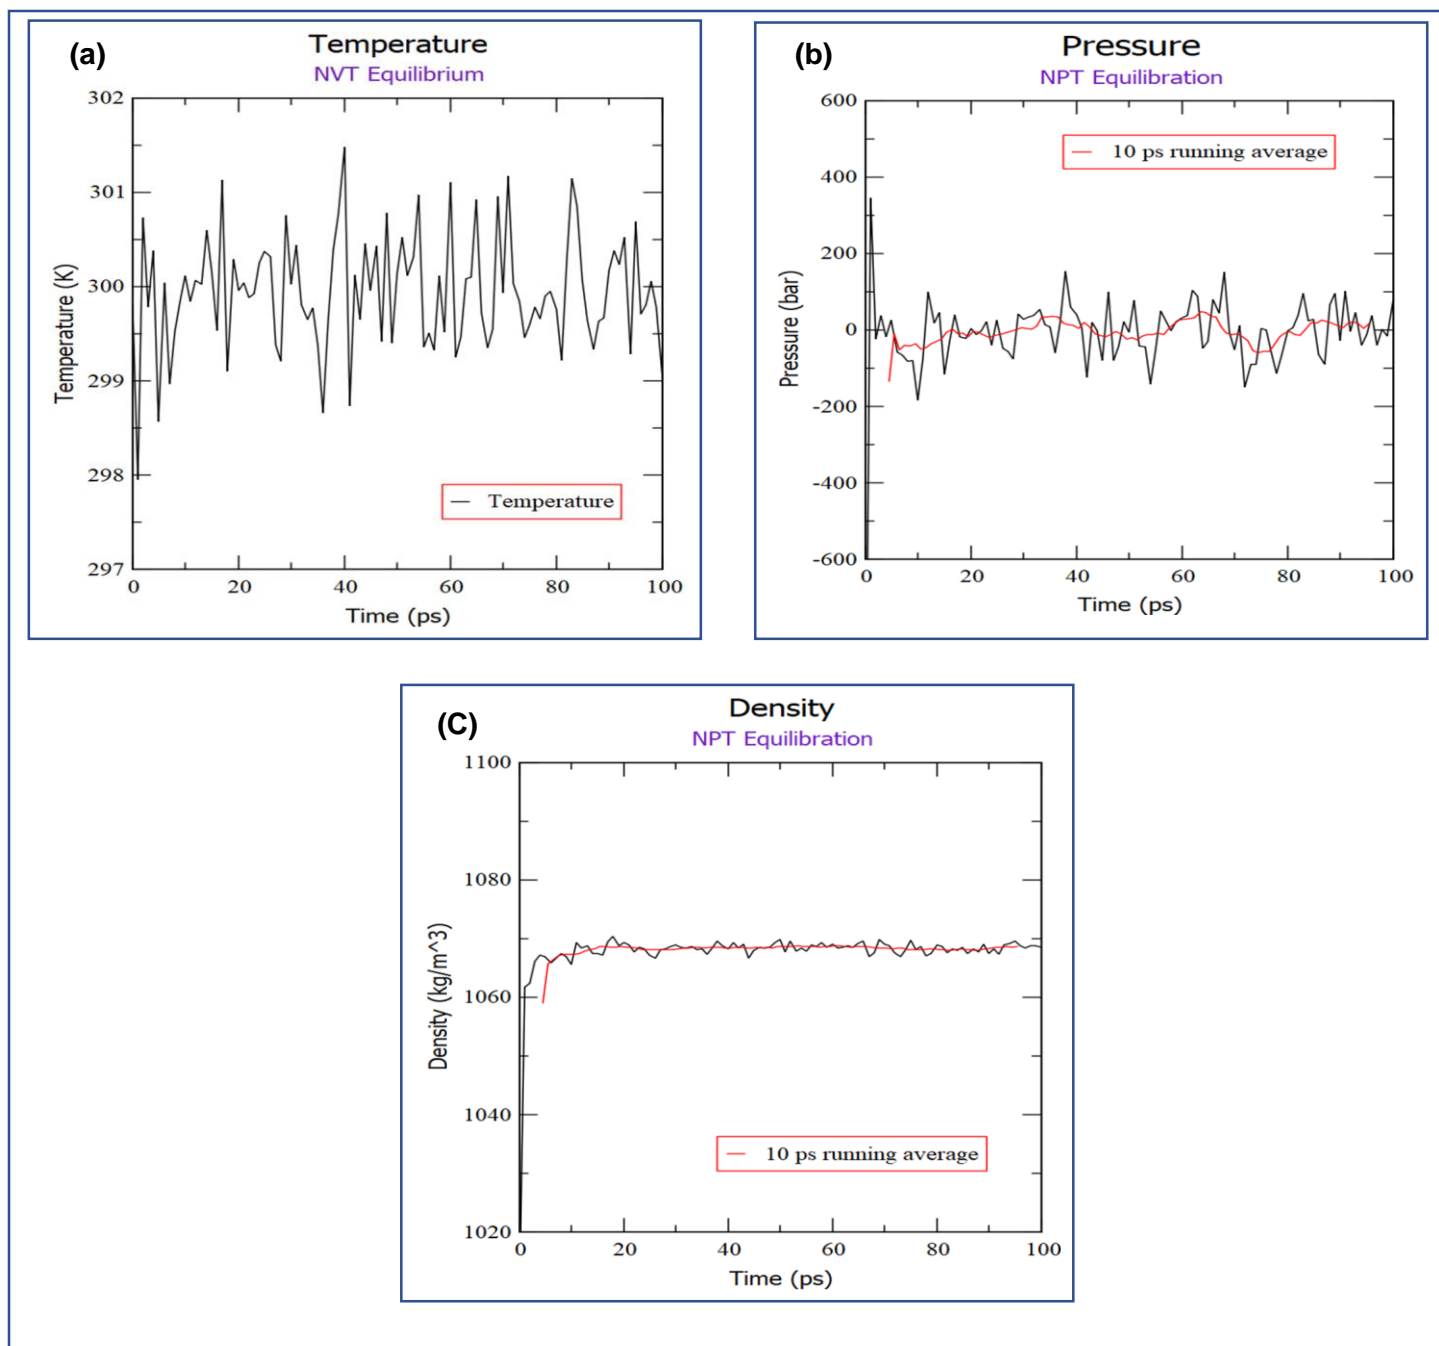 (a)
Temperature
NVT Equilibrium
302
301
300
299
298
297
Temperature (K)
Temperature
0 20 40 60 80 100
Time (ps)
(b)
Pressure
NPT Equilibration
600
400
200
0
-200
-400
-600
Pressure (bar)
10 ps running average
0 20 40 60 80 100
Time (ps)
(C)
Density
NPT Equilibration
1100
1080
1060
1040
1020
Density (kg/m^3)
10 ps running average
0 20 40 60 80 100
Time (ps)